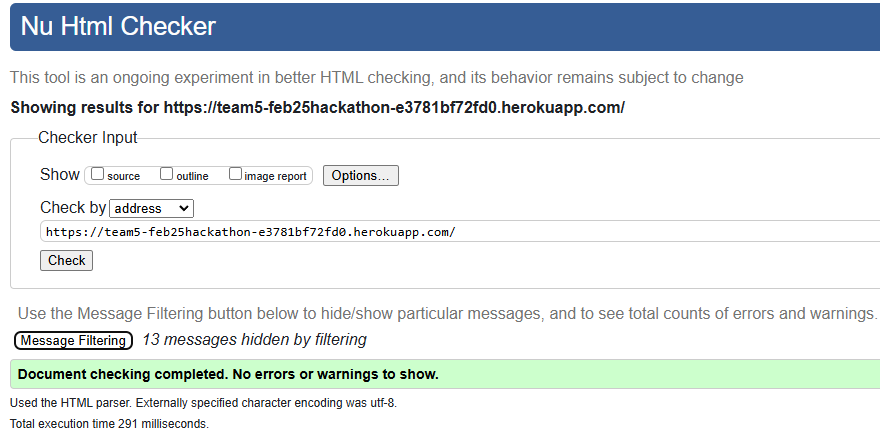 Nu Html Checker
This tool is an ongoing experiment in better HTML checking, and its behavior remains subject to change
Showing results for https://team5-feb25hackathon-e3781bf72fd0.herokuapp.com/
Checker Input
Show source outline image report Options...
Check by address
https://team5-feb25hackathon-e3781bf72fd0.herokuapp.com/
Check
Use the Message Filtering button below to hide/show particular messages, and to see total counts of errors and warnings.
Message Filtering 13 messages hidden by filtering
Document checking completed. No errors or warnings to show.
Used the HTML parser. Externally specified character encoding was utf-8.
Total execution time 291 milliseconds.